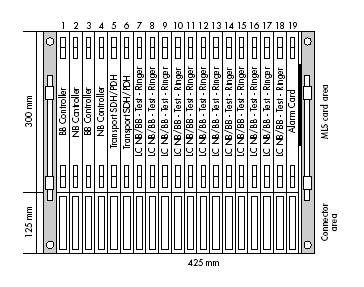 1 2 3 4 5 6 7 8 9 10 11 12 13 14 15 16 17 18 19
300 mm
BB Controller
NB Controller
BB Controller
NB Controller
Transport SDH / PDH
Transport SDH / PDH
LC NB / BB - Test - Ringer
LC NB / BB - Test - Ringer
LC NB / BB - Test - Ringer
LC NB / BB - Test - Ringer
LC NB / BB - Test - Ringer
LC NB / BB - Test - Ringer
LC NB / BB - Test - Ringer
LC NB / BB - Test - Ringer
LC NB / BB - Test - Ringer
LC NB / BB - Test - Ringer
LC NB / BB - Test - Ringer
LC NB / BB - Test - Ringer
Alarm Card
MLS card area
125 mm
Connector
area
425 mm